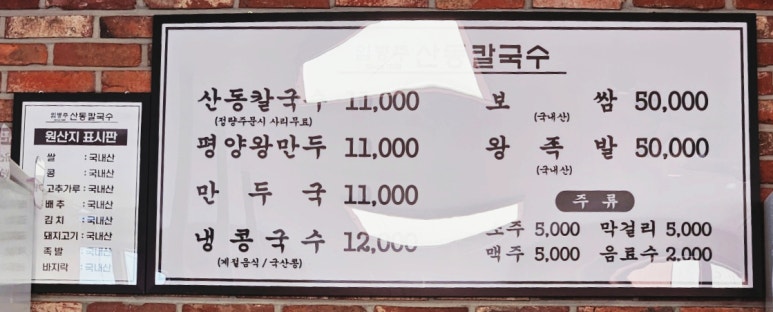 임병주 산동칼국수
원산지 표시판
쌀 : 국내산
콩 : 국내산
고추가루 : 국내산
배추 : 국내산
김치 : 국내산
돼지고기 : 국내산
족발 : 국내산
바지락 : 국내산
임병주 산동칼국수
산동칼국수 11,000
(정량주문시 사리무료)
평양왕만두 11,000
만두국 11,000
냉콩국수 12,000
(계절음식 / 국산콩)
보쌈 50,000
(국내산)
왕족발 50,000
(국내산)
주류
소주 5,000 막걸리 5,000
맥주 5,000 음료수 2,000